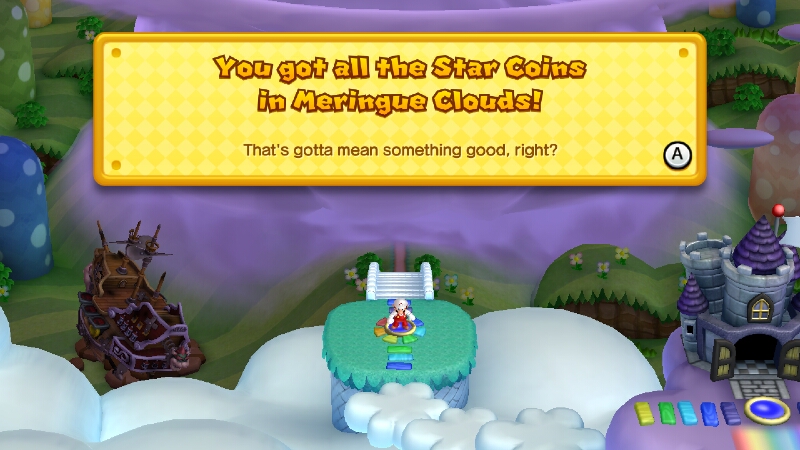 You got all the Star Coins
in Meringue Clouds!
That's gotta mean something good, right?
A